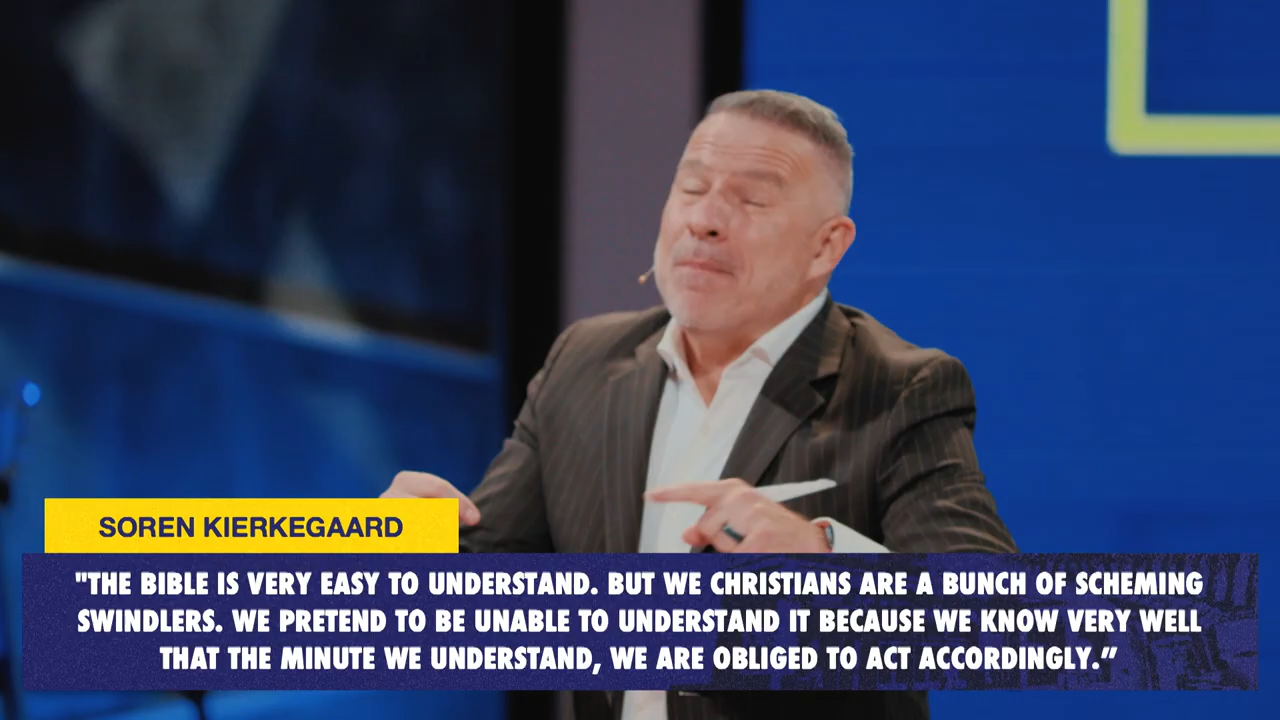 SOREN KIERKEGAARD
"THE BIBLE IS VERY EASY TO UNDERSTAND. BUT WE CHRISTIANS ARE A BUNCH OF SCHEMING
SWINDLERS. WE PRETEND TO BE UNABLE TO UNDERSTAND IT BECAUSE WE KNOW VERY WELL
THAT THE MINUTE WE UNDERSTAND, WE ARE OBLIGED TO ACT ACCORDINGLY.”